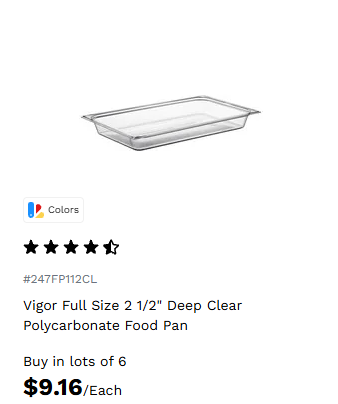 Colors
#247FP112CL
Vigor Full Size 2 1/2" Deep Clear
Polycarbonate Food Pan
Buy in lots of 6
$9.16/Each